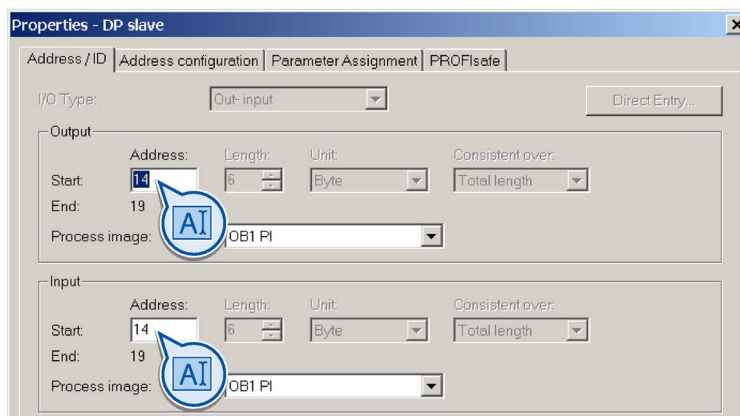 Properties - DP slave
Address / ID Address configuration Parameter Assignment PROFIsafe
I/O Type: Out- input Direct Entry...
Output
Address: Length: Unit: Consistent over:
Start: 14 6 Byte Total length
End: 19
Process image: OB1 PI
Input
Address: Length: Unit: Consistent over:
Start: 14 6 Byte Total length
End: 19
Process image: OB1 PI
A
A